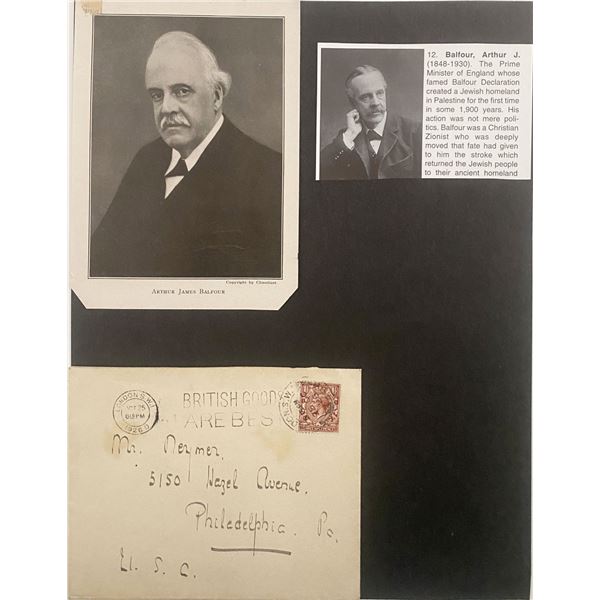 Copyright by Clinedinst
ARTHUR JAMES BALFOUR
12. Balfour, Arthur J.
(1848-1930). The Prime
Minister of England whose
famed Balfour Declaration
created a Jewish homeland
in Palestine for the first time
in some 1,900 years. His
action was not mere poli-
tics. Balfour was a Christian
Zionist who was deeply
moved that fate had given
to him the stroke which
returned the Jewish people
to their ancient homeland
LONDON. S.W.1
25
1926
BRITISH GOODS
ARE BEST
Mr.
5150 Hazel Avenue.
Philadelphia. Pa.
U. S. A.